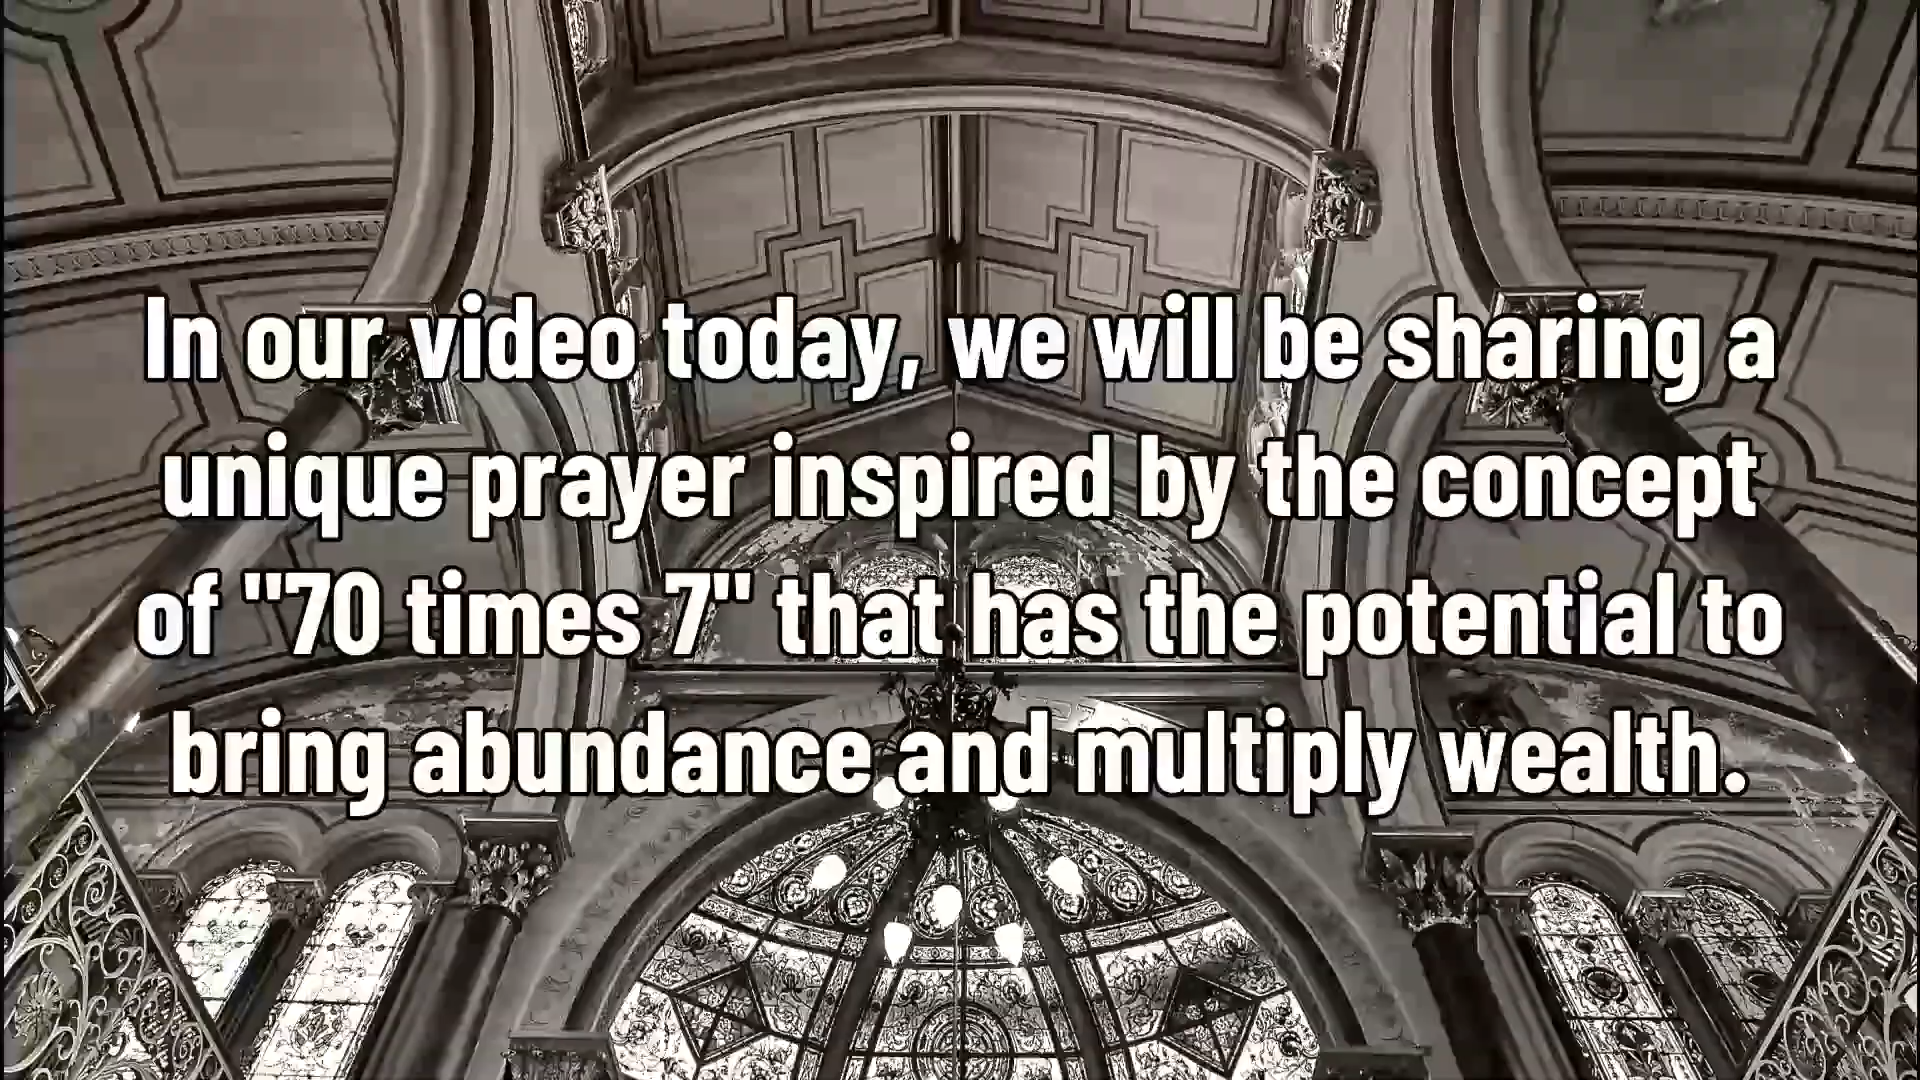 In our video today, we will be sharing a
unique prayer inspired by the concept
of "70 times 7" that has the potential to
bring abundance and multiply wealth.